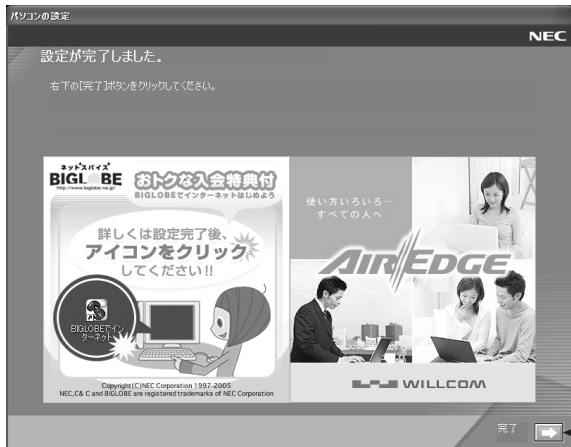 パソコンの設定
NEC
設定が完了しました。
右下の[完了]ボタンをクリックしてください。
ネットスパイズ
BIGLOBE
http://www.biglobe.ne.jp/
おトクな入会特典付
BIGLOBEでインターネットはじめよう
詳しくは設定完了後、
アイコンをクリック
してください!!
BIGLOBEでイン
ターネット
Copyright(C)NEC Corporation 1997-2005
NEC,C& C and BIGLOBE are registered trademarks of NEC Corporation
使い方いろいろ…
すべての人へ
AIR EDGE
WILLCOM
完了